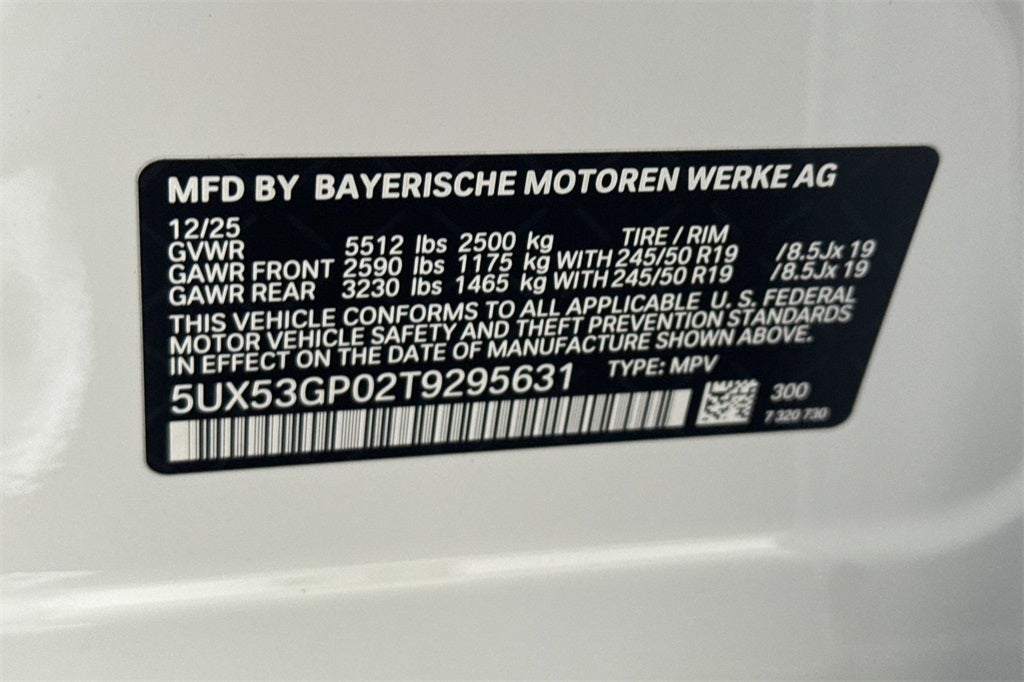 MFD BY BAYERISCHE MOTOREN WERKE AG
12/25 TIRE / RIM
GVWR 5512 lbs 2500 kg
GAWR FRONT 2590 lbs 1175 kg WITH 245/50 R19 /8.5Jx 19
GAWR REAR 3230 lbs 1465 kg WITH 245/50 R19 /8.5Jx 19
THIS VEHICLE CONFORMS TO ALL APPLICABLE U. S. FEDERAL
MOTOR VEHICLE SAFETY AND THEFT PREVENTION STANDARDS
IN EFFECT ON THE DATE OF MANUFACTURE SHOWN ABOVE.
5UX53GP02T9295631 TYPE: MPV
300
7 320 730